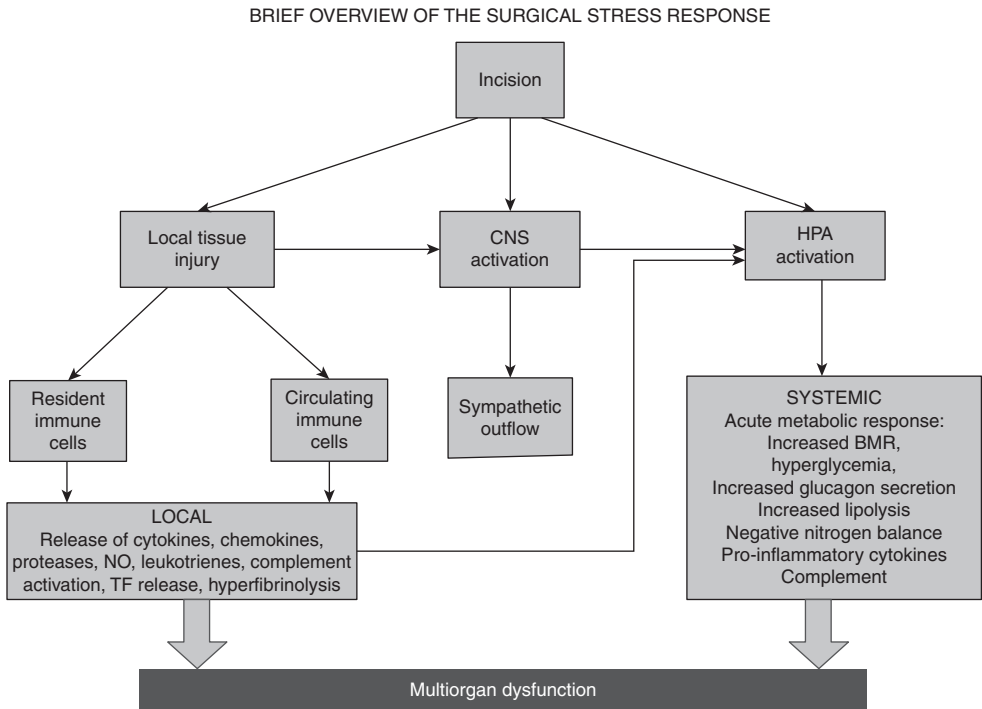 BRIEF OVERVIEW OF THE SURGICAL STRESS RESPONSE
Incision
Local tissue
injury
CNS
activation
HPA
activation
Resident
immune
cells
Circulating
immune
cells
Sympathetic
outflow
LOCAL
Release of cytokines, chemokines,
proteases, NO, leukotrienes, complement
activation, TF release, hyperfibrinolysis
SYSTEMIC
Acute metabolic response:
Increased BMR,
hyperglycemia,
Increased glucagon secretion
Increased lipolysis
Negative nitrogen balance
Pro-inflammatory cytokines
Complement
Multiorgan dysfunction